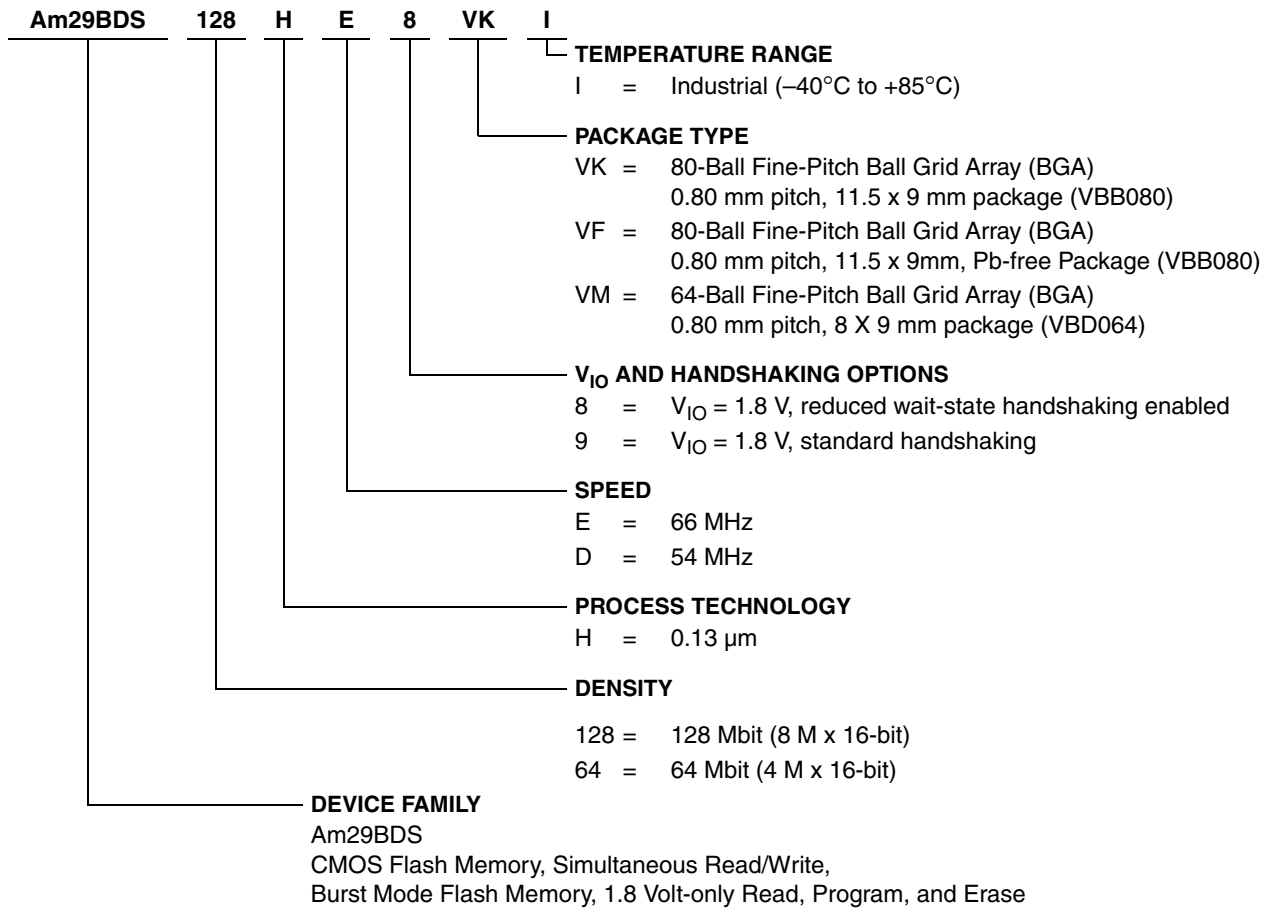 Am29BDS 128 H E 8 VK I
TEMPERATURE RANGE
I = Industrial (–40°C to +85°C)
PACKAGE TYPE
VK = 80-Ball Fine-Pitch Ball Grid Array (BGA)
0.80 mm pitch, 11.5 x 9 mm package (VBB080)
VF = 80-Ball Fine-Pitch Ball Grid Array (BGA)
0.80 mm pitch, 11.5 x 9mm, Pb-free Package (VBB080)
VM = 64-Ball Fine-Pitch Ball Grid Array (BGA)
0.80 mm pitch, 8 X 9 mm package (VBD064)
VIO AND HANDSHAKING OPTIONS
8 = VIO = 1.8 V, reduced wait-state handshaking enabled
9 = VIO = 1.8 V, standard handshaking
SPEED
E = 66 MHz
D = 54 MHz
PROCESS TECHNOLOGY
H = 0.13 µm
DENSITY
128 = 128 Mbit (8 M x 16-bit)
64 = 64 Mbit (4 M x 16-bit)
DEVICE FAMILY
Am29BDS
CMOS Flash Memory, Simultaneous Read/Write,
Burst Mode Flash Memory, 1.8 Volt-only Read, Program, and Erase